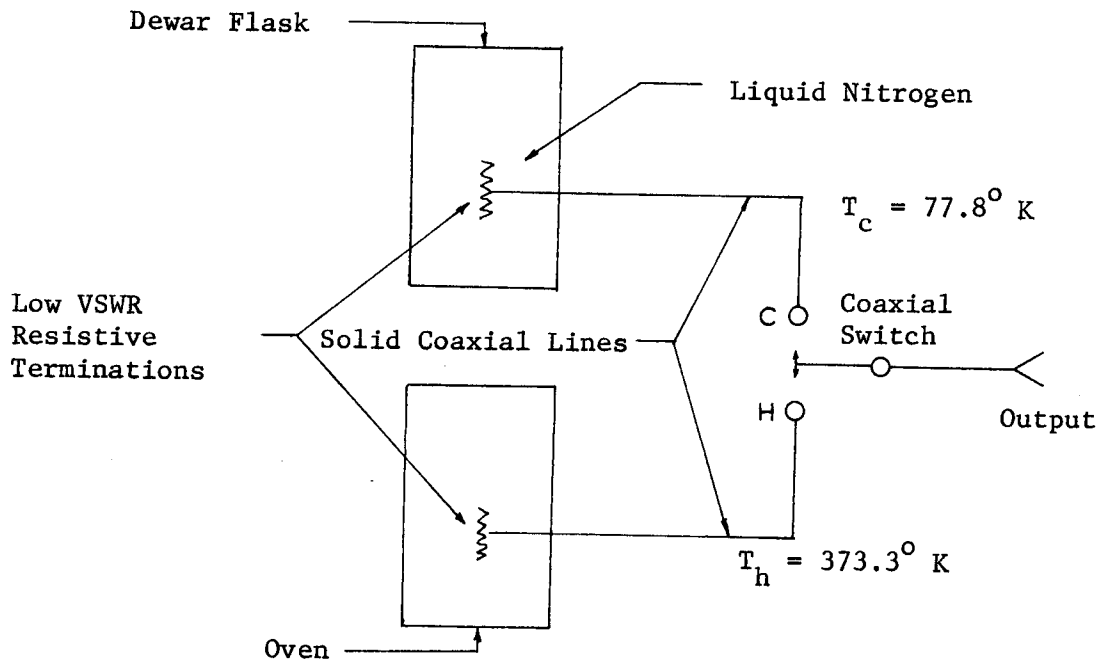 Dewar Flask
Liquid Nitrogen
T_c = 77.8° K
Low VSWR
Resistive
Terminations
Solid Coaxial Lines
C
Coaxial
Switch
H
Output
T_h = 373.3° K
Oven